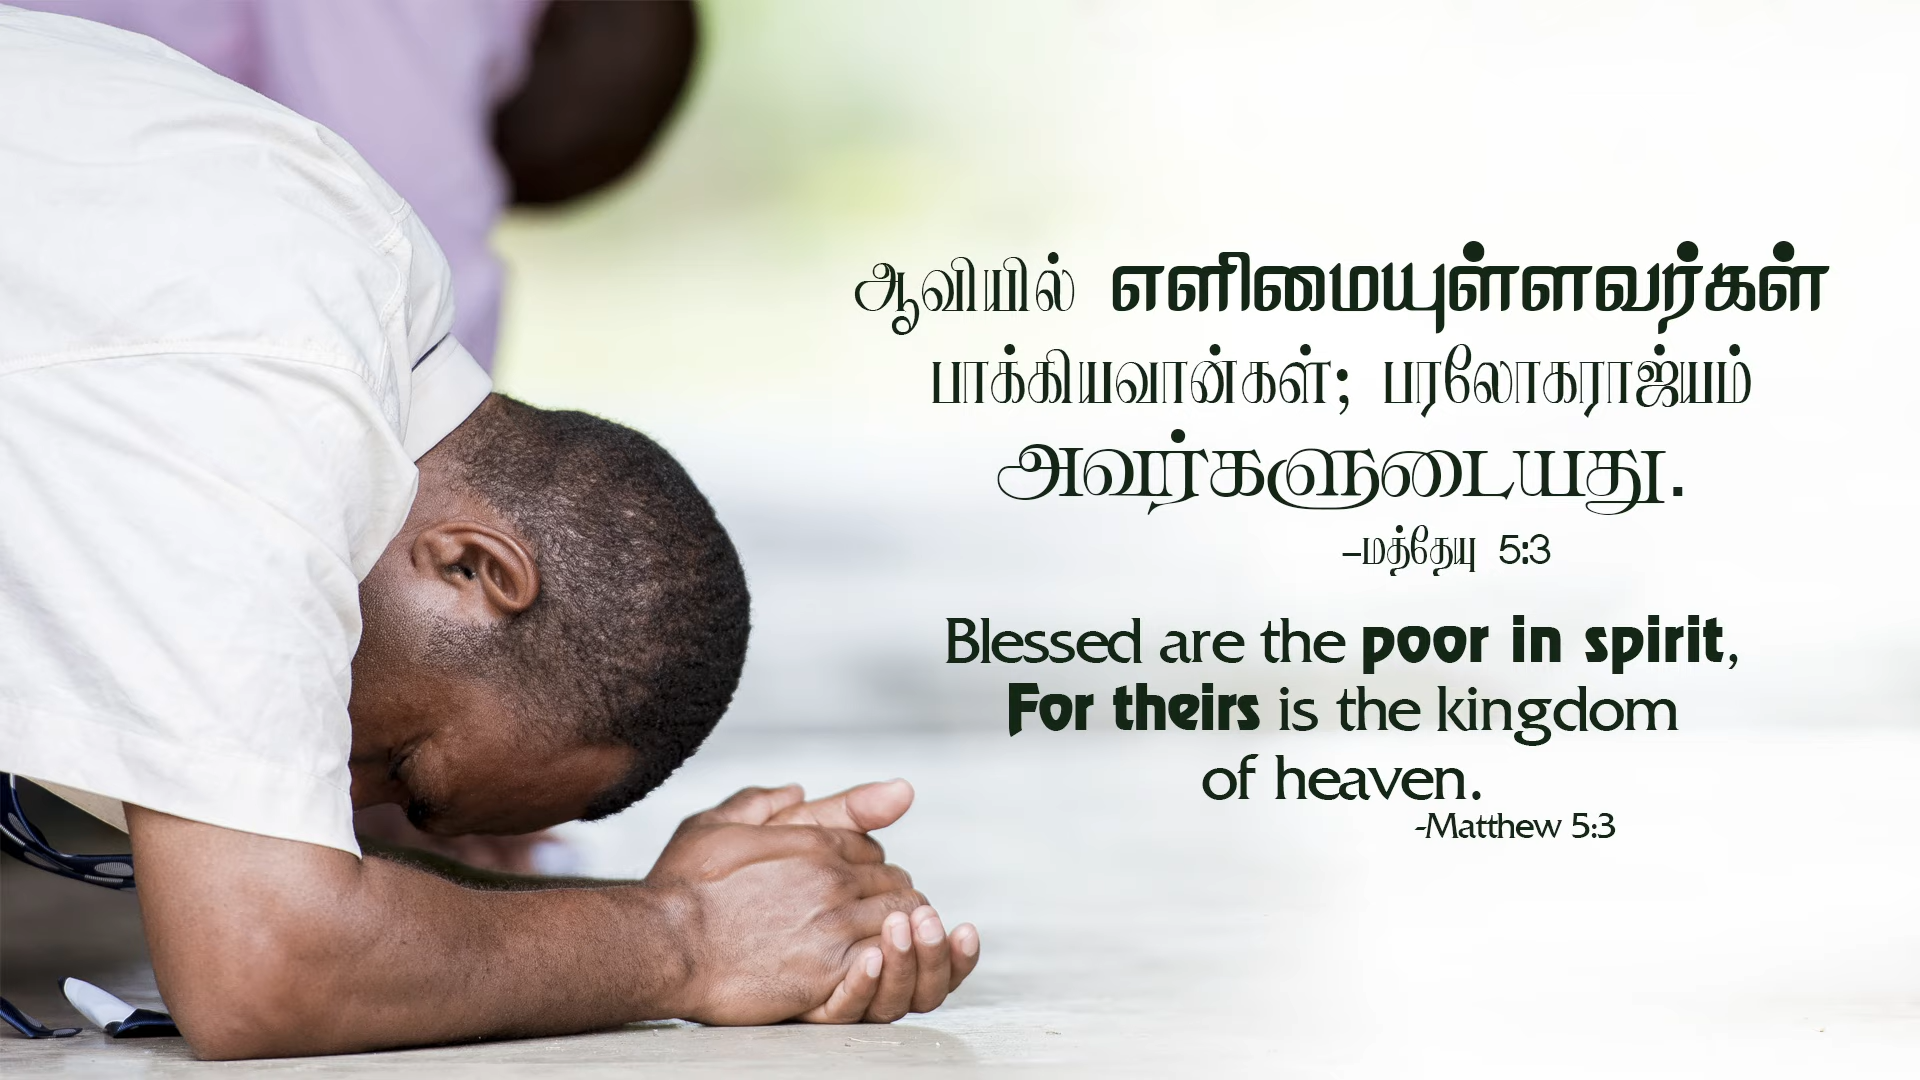 ஆவியில் எளிமையுள்ளவர்கள்
பாக்கியவான்கள்; பரலோகராஜ்யம்
அவர்களுடையது.
-மத்தேயு 5:3
Blessed are the poor in spirit,
For theirs is the kingdom
of heaven.
-Matthew 5:3